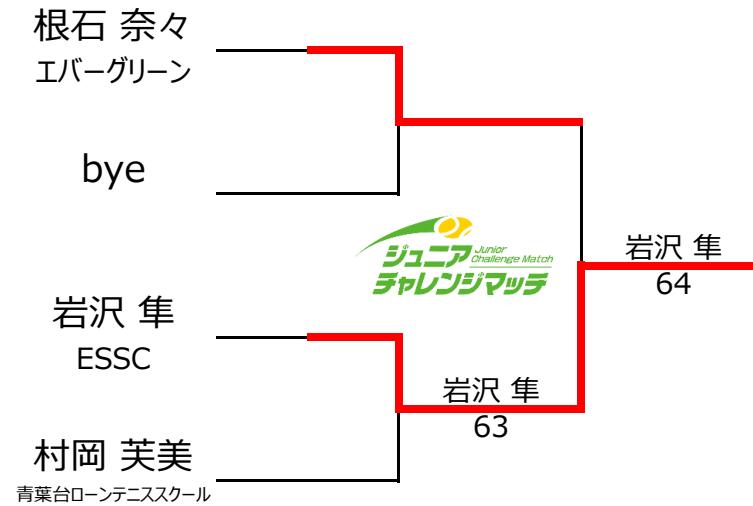 根石 奈々
エバーグリーン
bye
ジュニア Junior Challenge Match
チャレンジマッチ
岩沢 隼
64
岩沢 隼
ESSC
岩沢 隼
63
村岡 芙美
青葉台ローンテニススクール